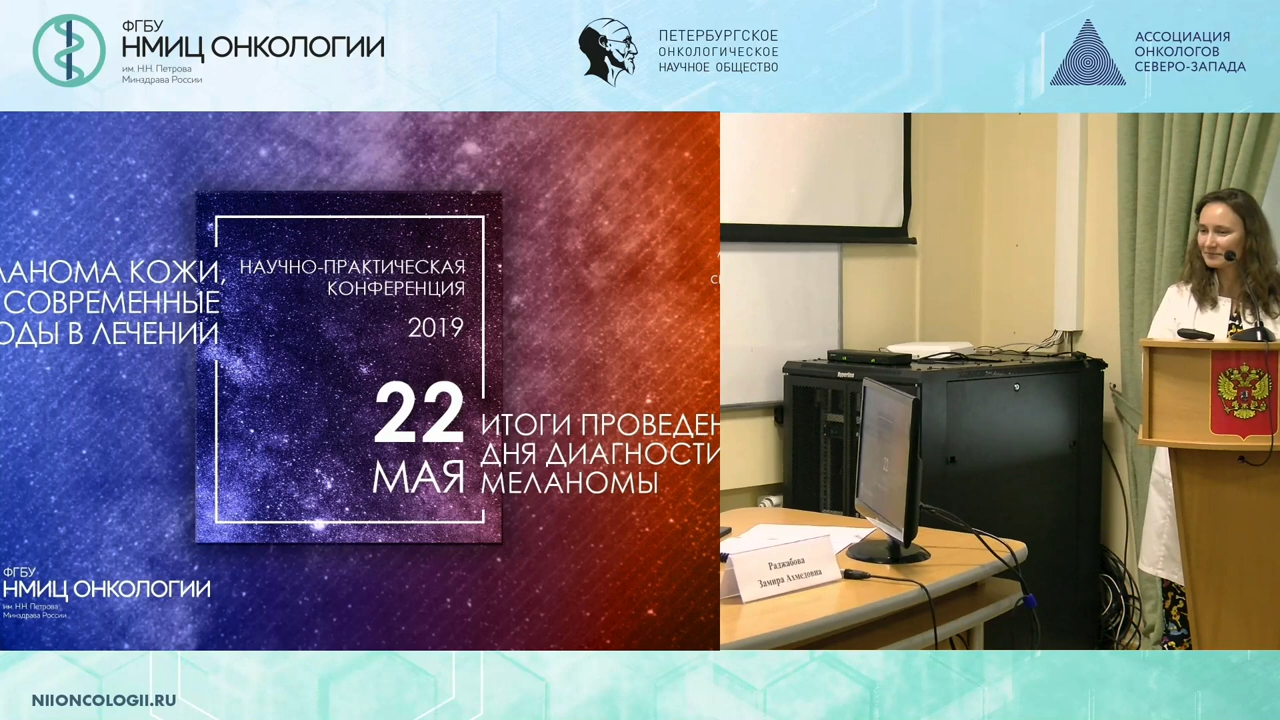 ФГБУ
НМИЦ ОНКОЛОГИИ
им. Н.Н. Петрова
Минздрава России
ПЕТЕРБУРГСКОЕ
ОНКОЛОГИЧЕСКОЕ
НАУЧНОЕ ОБЩЕСТВО
АССОЦИАЦИЯ
ОНКОЛОГОВ
СЕВЕРО-ЗАПАДА
ЛАНОМА КОЖИ,
СОВРЕМЕННЫЕ
ОДЫ В ЛЕЧЕНИИ
НАУЧНО-ПРАКТИЧЕСКАЯ
КОНФЕРЕНЦИЯ
2019
22
МАЯ
ИТОГИ ПРОВЕДЕН
ДНЯ ДИАГНОСТИ
МЕЛАНОМЫ
ФГБУ
НМИЦ ОНКОЛОГИИ
им. Н.Н. Петрова
Минздрава России
Раджабова
Замира Ахмедовна
NIIONCOLOGII.RU